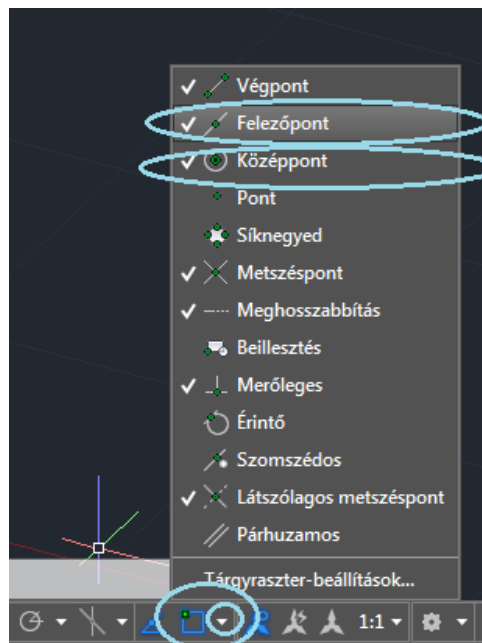 Végpont
Felezőpont
Középpont
Pont
Síknegyed
Metszéspont
Meghosszabbítás
Beillesztés
Merőleges
Érintő
Szomszédos
Látszólagos metszéspont
Párhuzamos
Tárgyraszter-beállítások...
1:1